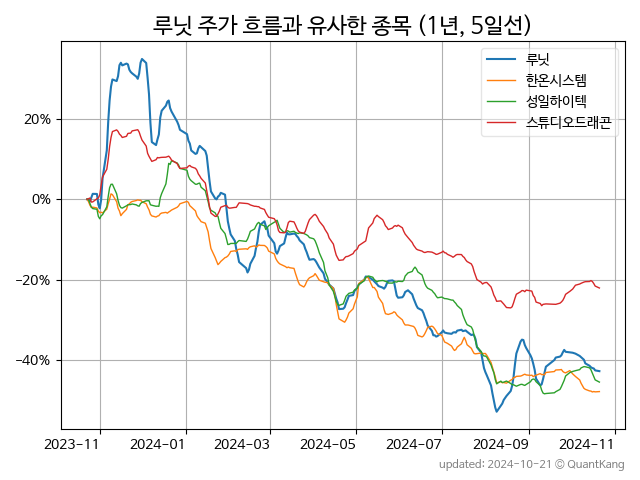 루닛 주가 흐름과 유사한 종목 (1년, 5일선)
루닛
한온시스템
성일하이텍
스튜디오드래곤
20%
0%
−20%
−40%
2023-11 2024-01 2024-03 2024-05 2024-07 2024-09 2024-11
updated: 2024-10-21 © QuantKang